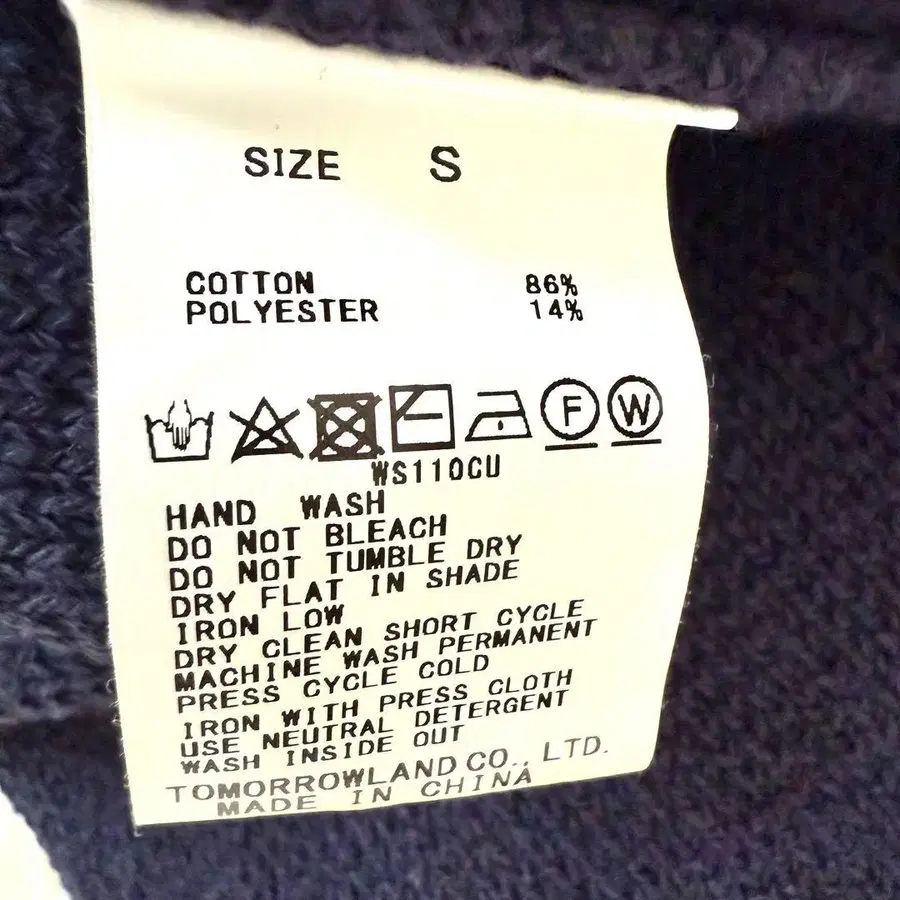 SIZE S
COTTON 86%
POLYESTER 14%
F W
WS110CU
HAND WASH
DO NOT BLEACH
DO NOT TUMBLE DRY
DRY FLAT IN SHADE
IRON LOW
DRY CLEAN SHORT CYCLE
MACHINE WASH PERMANENT
PRESS CYCLE COLD
IRON WITH PRESS CLOTH
USE NEUTRAL DETERGENT
WASH INSIDE OUT
TOMORROWLAND CO., LTD.
MADE IN CHINA